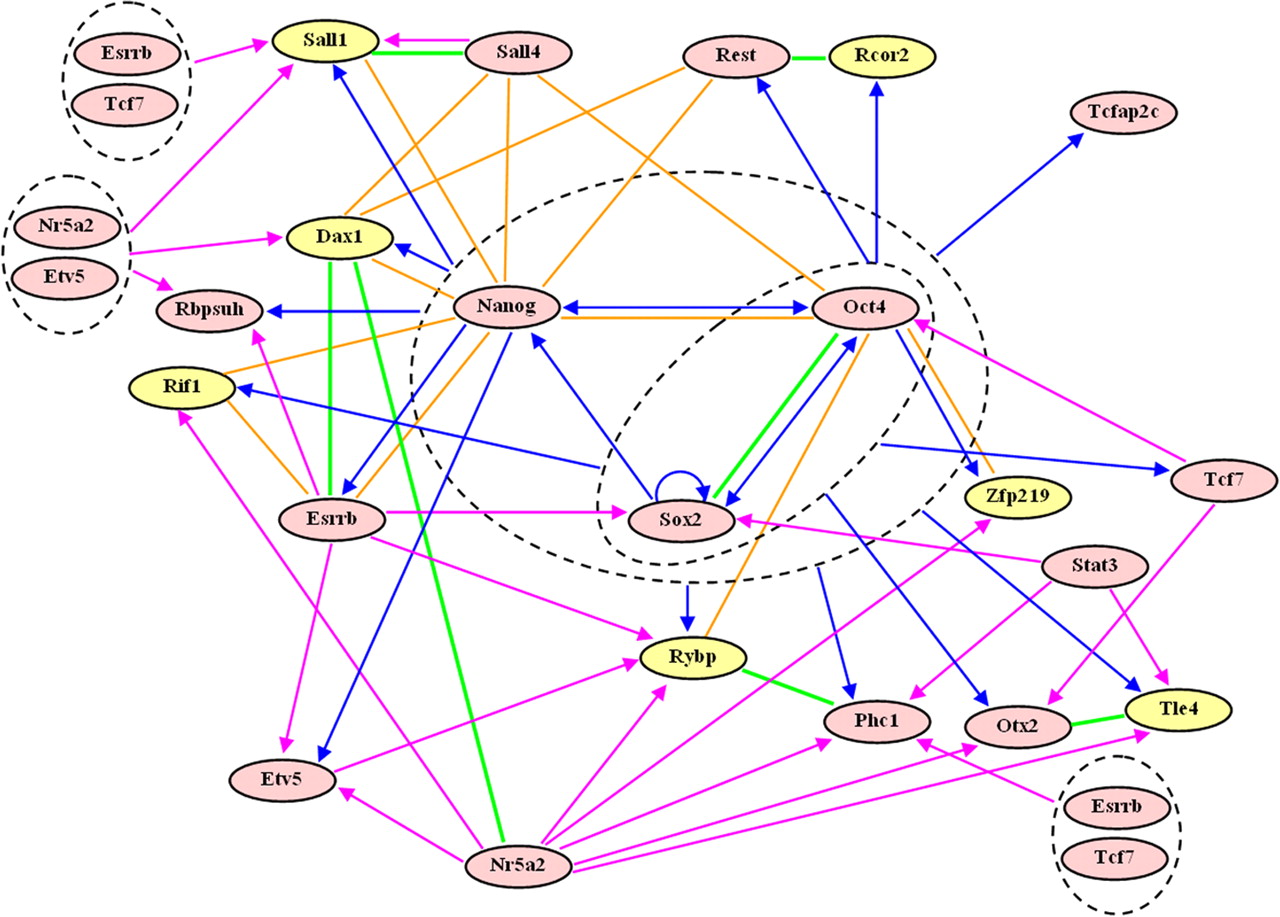 Esrrb
Sall1
Sall4
Rest
Rcor2
Tcf7
Tcfap2c
Nr5a2
Dax1
Etv5
Rbpsuh
Nanog
Oct4
Rif1
Tcf7
Zfp219
Esrrb
Sox2
Stat3
Rybp
Phc1
Otx2
Tle4
Etv5
Esrrb
Nr5a2
Tcf7